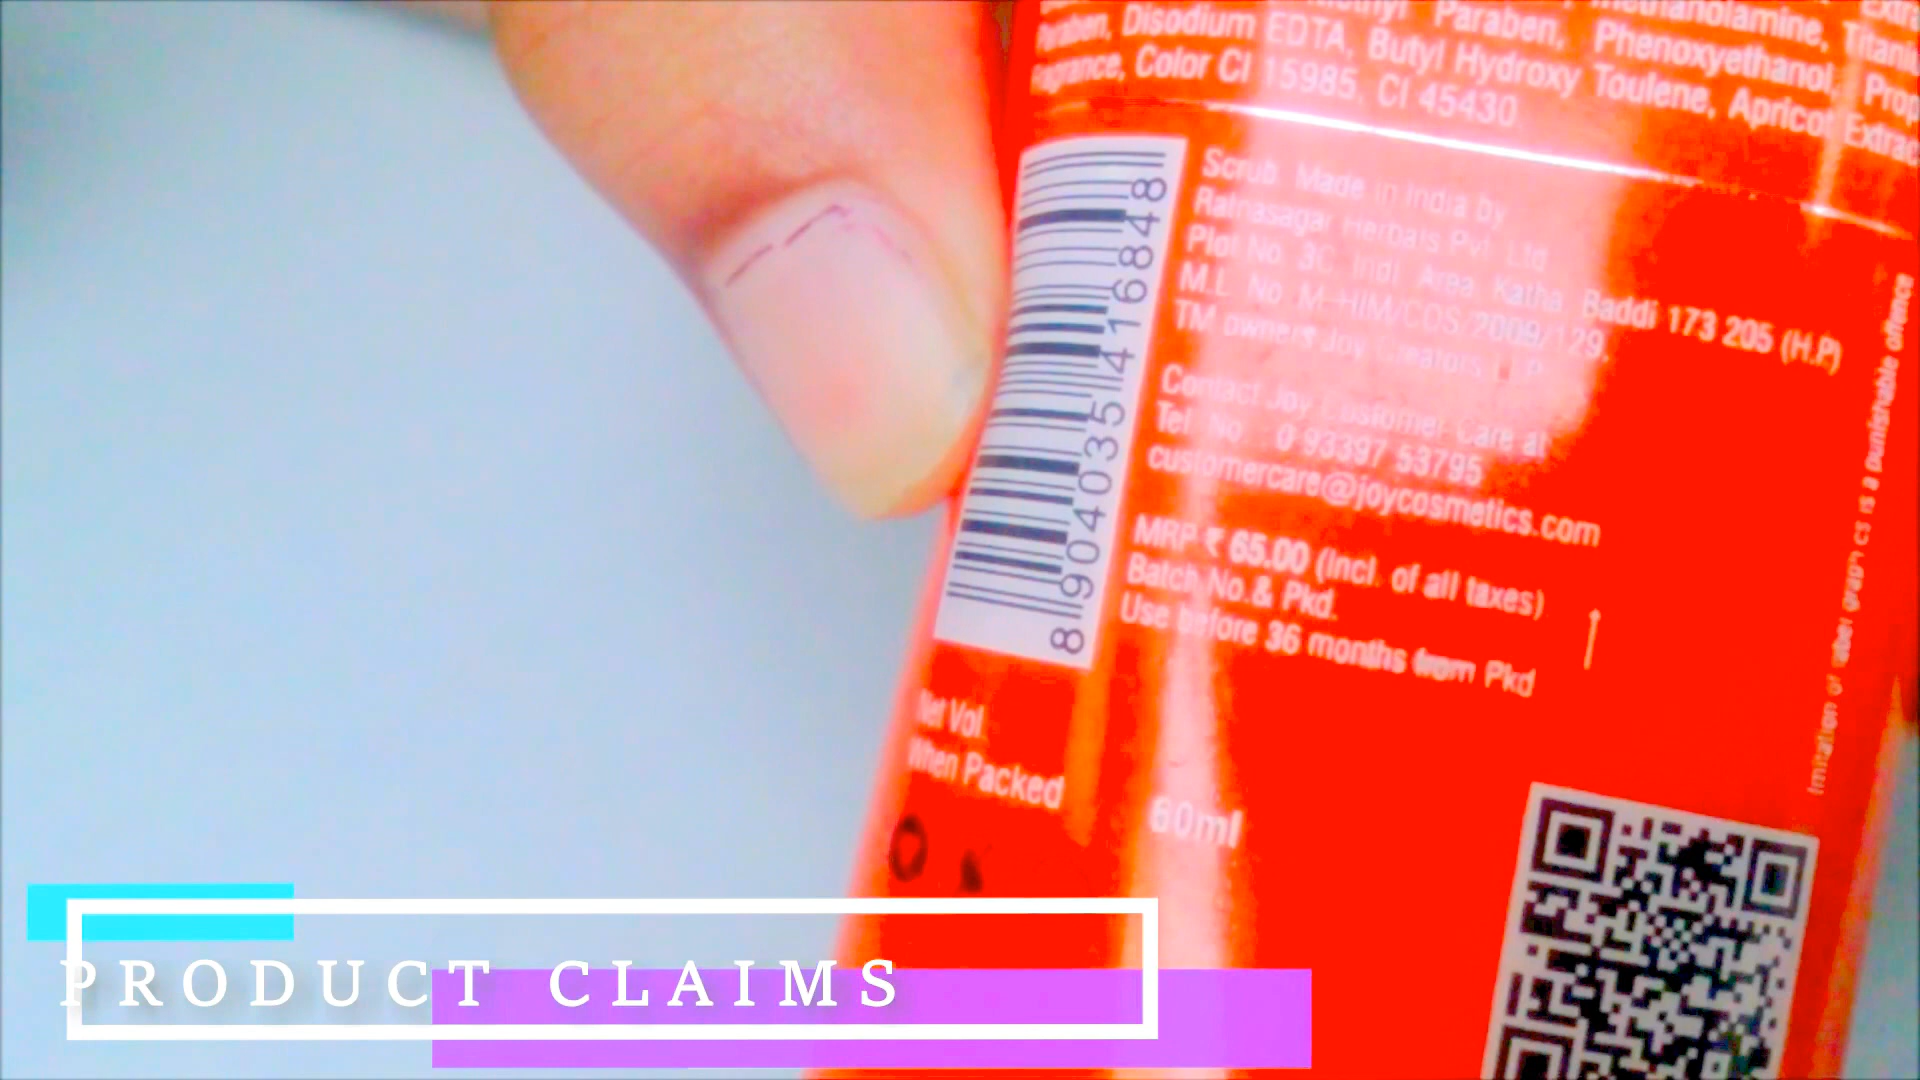 Paraben, Phenoxyethanol,
Paraben, Disodium EDTA, Butyl Hydroxy Toulene, Apricot Extract
Fragrance, Color CI 15985, CI 45430
Scrub Made in India by
Ratnasagar Herbals Pvt. Ltd
Plot No. 3C, Indl. Area Katha Baddi 173 205 (H.P)
M.L. No. M-HIM/COS/2009/129,
TM owners Joy Creators
Contact Joy Customer Care at
Tel. No. 0 93397 53795
customercare@joycosmetics.com
MRP ₹ 65.00 (Incl. of all taxes)
Batch No.& Pkd.
Use before 36 months from Pkd
8 904035 416848
Net Vol.
When Packed
60ml
Imitation of label graphics is a punishable offence
PRODUCT CLAIMS